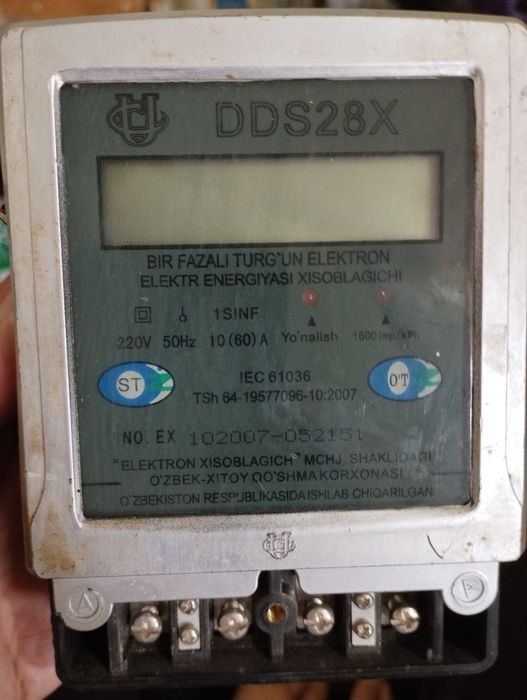 DDS28X
BIR FAZALI TURG'UN ELEKTRON
ELEKTR ENERGIYASI XISOBLAGICHI
1SINF
220V 50Hz 10(60)A Yo'nalish 1600imp/kWh
ST IEC 61036 O'T
TSh 64-19577096-10:2007
NO. EX 102007-052151
"ELEKTRON XISOBLAGICH" MCHJ SHAKLIDAGI
O'ZBEK-XITOY QO'SHMA KORXONASI
O'ZBEKISTON RESPUBLIKASIDA ISHLAB CHIQARILGAN